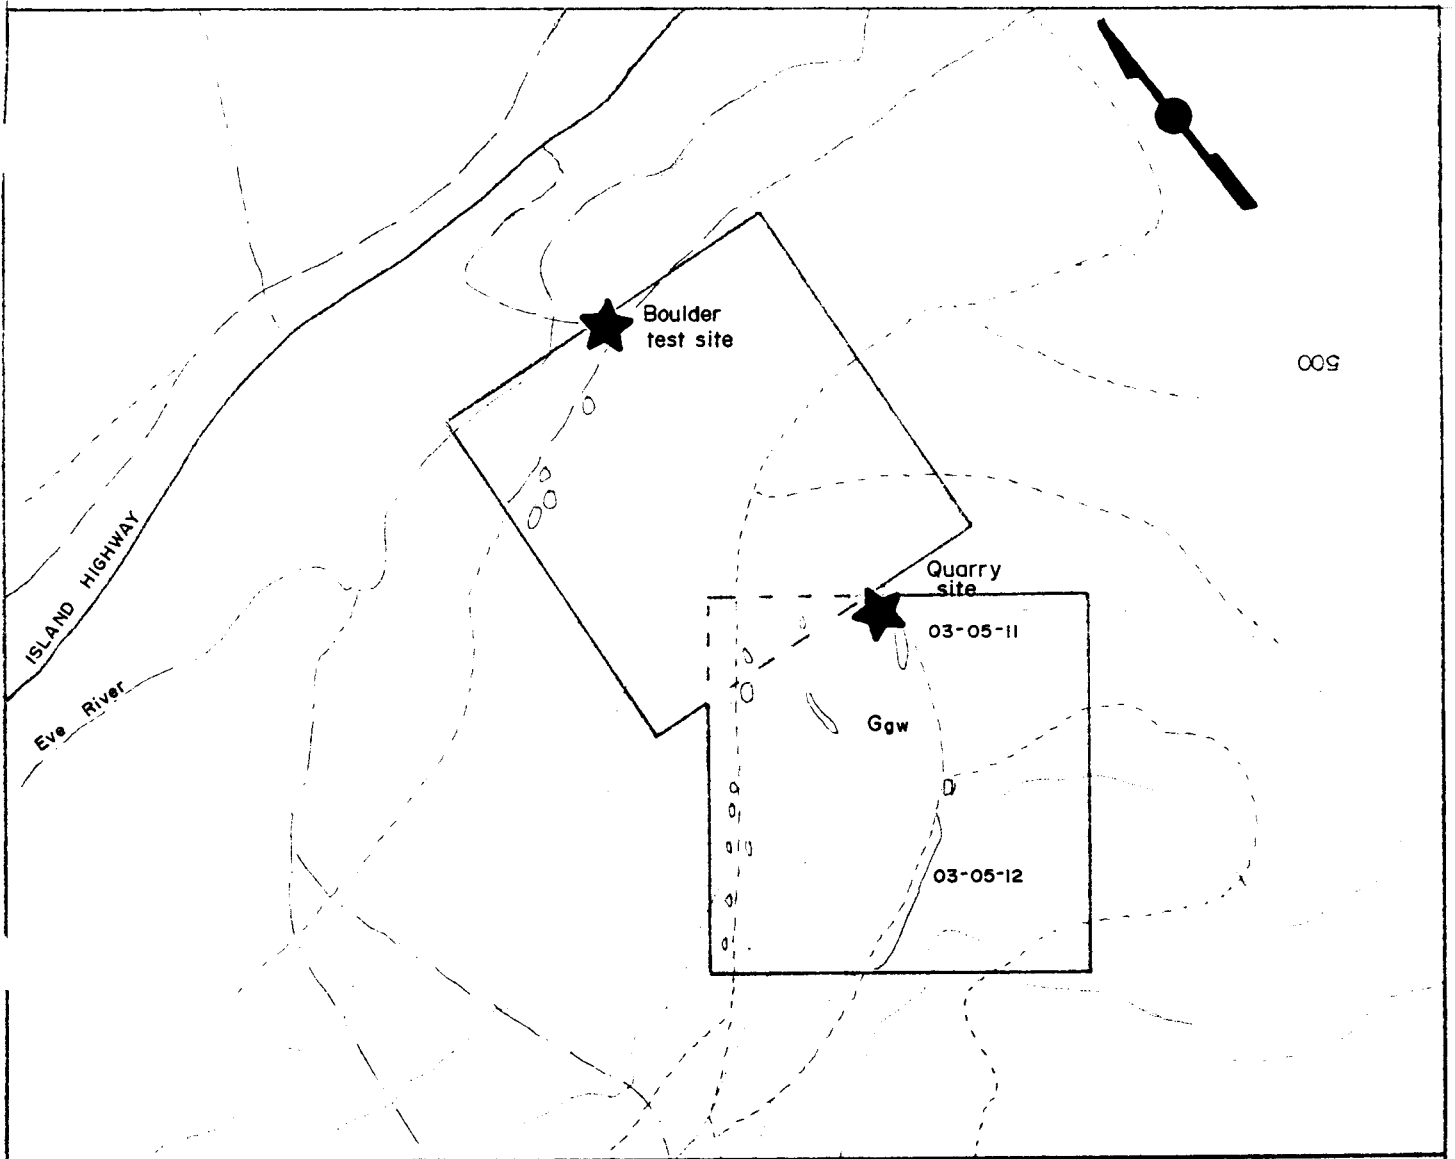 Boulder
test site
500
ISLAND HIGHWAY
Quarry
site
03-05-11
Eve River
Ggw
03-05-12